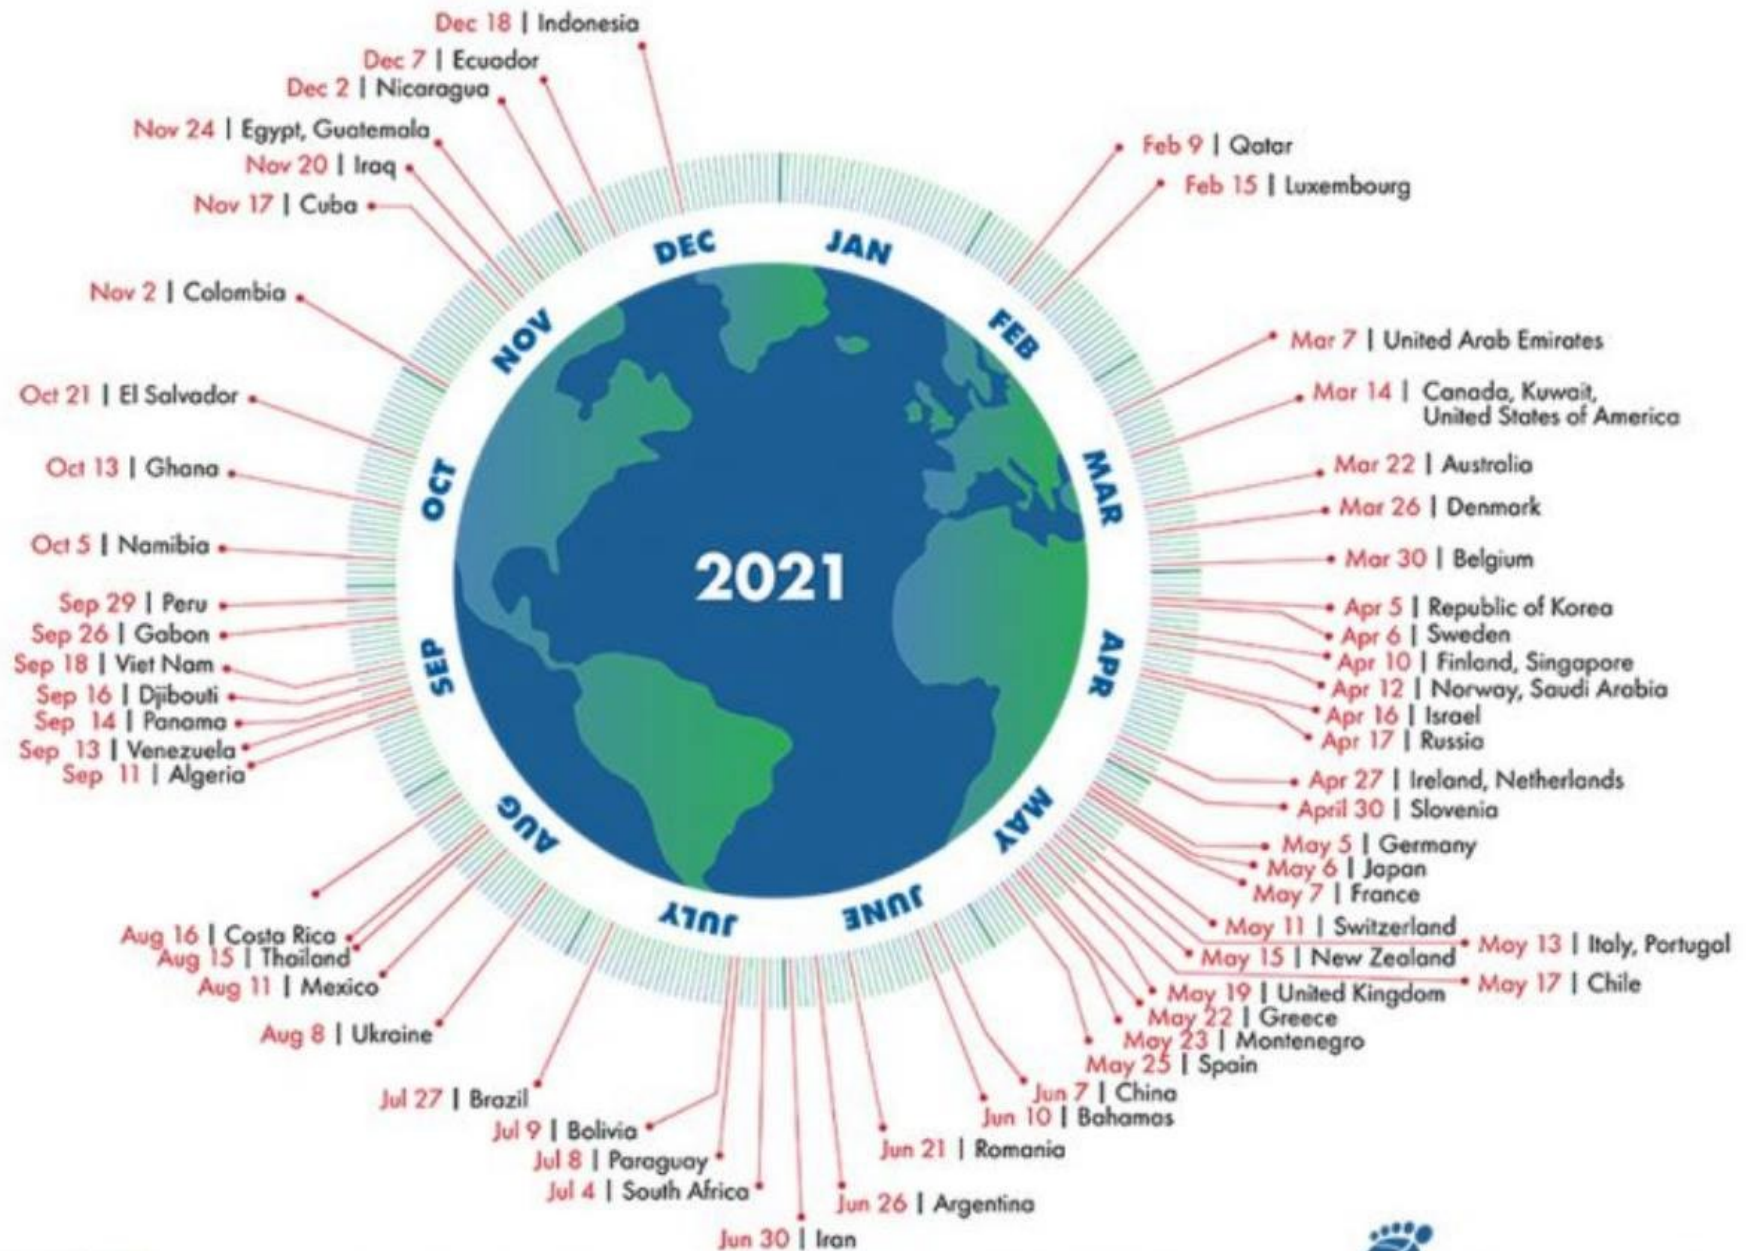 Dec 18 | Indonesia
Dec 7 | Ecuador
Dec 2 | Nicaragua
Nov 24 | Egypt, Guatemala
Nov 20 | Iraq
Nov 17 | Cuba
Nov 2 | Colombia
Oct 21 | El Salvador
Oct 13 | Ghana
Oct 5 | Namibia
Sep 29 | Peru
Sep 26 | Gabon
Sep 18 | Viet Nam
Sep 16 | Djibouti
Sep 14 | Panama
Sep 13 | Venezuela
Sep 11 | Algeria
Aug 16 | Costa Rica
Aug 15 | Thailand
Aug 11 | Mexico
Aug 8 | Ukraine
Jul 27 | Brazil
Jul 9 | Bolivia
Jul 8 | Paraguay
Jul 4 | South Africa
Jun 30 | Iran
Feb 9 | Qatar
Feb 15 | Luxembourg
Mar 7 | United Arab Emirates
Mar 14 | Canada, Kuwait,
United States of America
Mar 22 | Australia
Mar 26 | Denmark
Mar 30 | Belgium
Apr 5 | Republic of Korea
Apr 6 | Sweden
Apr 10 | Finland, Singapore
Apr 12 | Norway, Saudi Arabia
Apr 16 | Israel
Apr 17 | Russia
Apr 27 | Ireland, Netherlands
April 30 | Slovenia
May 5 | Germany
May 6 | Japan
May 7 | France
May 11 | Switzerland
May 13 | Italy, Portugal
May 15 | New Zealand
May 17 | Chile
May 19 | United Kingdom
May 22 | Greece
May 23 | Montenegro
May 25 | Spain
Jun 7 | China
Jun 10 | Bahamas
Jun 21 | Romania
Jun 26 | Argentina
JAN
FEB
MAR
APR
MAY
JUNE
JULY
AUG
SEP
OCT
NOV
DEC
2021